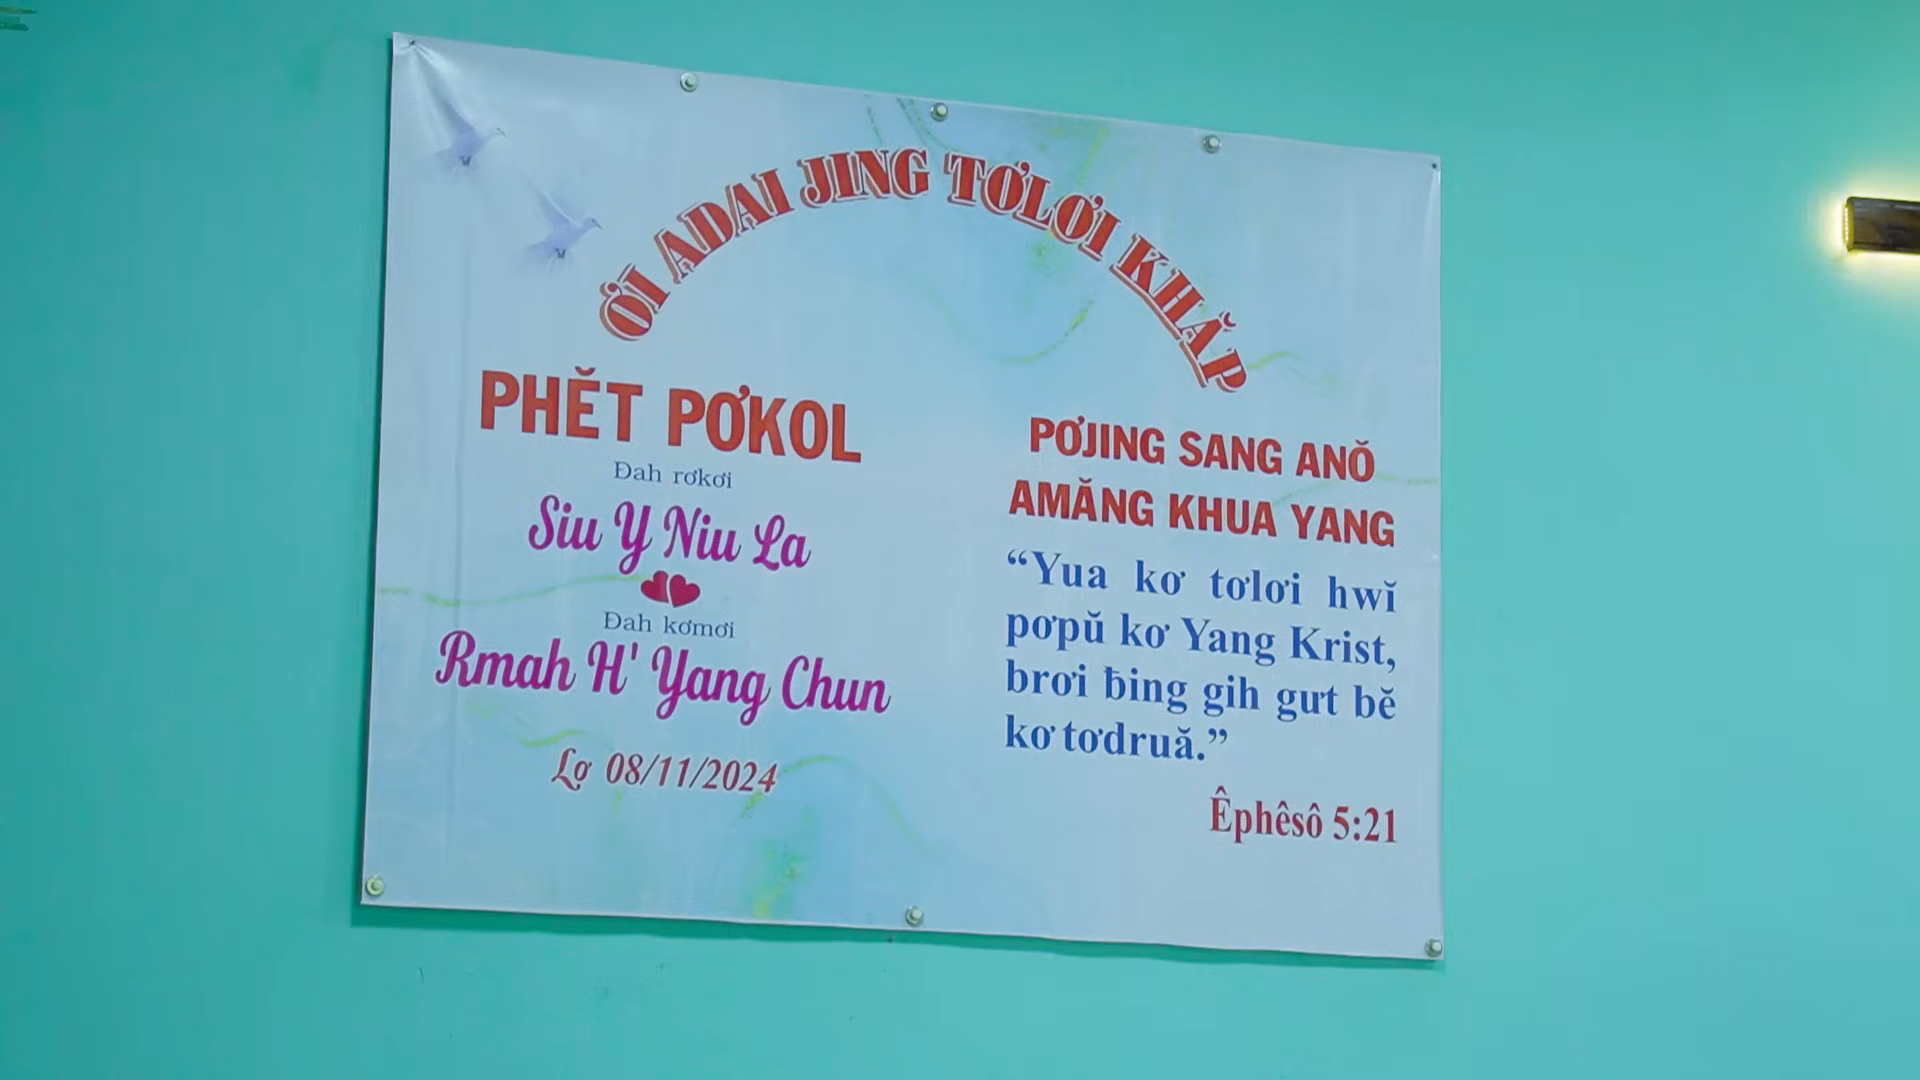 ƠI ADAI JING TƠLƠI KHĂP
PHĔT PƠKOL
Đah rơkơi
Siu Y Niu La
Đah kơmơi
Rmah H' Yang Chun
Lơ 08/11/2024
PƠJING SANG ANŎ
AMĂNG KHUA YANG
“Yua kơ tơlơi hwĭ
pơpŭ kơ Yang Krist,
brơi ƀing gih gưt bĕ
kơ tơdruă.”
Êphêsô 5:21